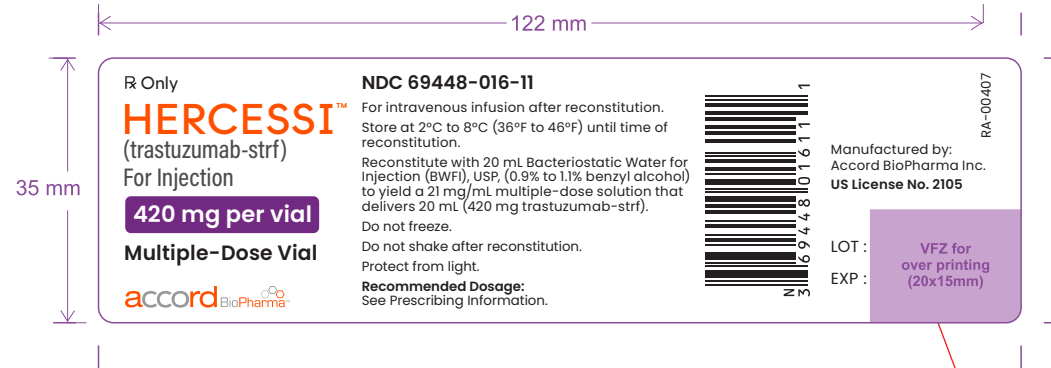 122 mm
35 mm
℞ Only
HERCESSI™
(trastuzumab-strf)
For Injection
420 mg per vial
Multiple-Dose Vial
accord BioPharma™
NDC 69448-016-11
For intravenous infusion after reconstitution.
Store at 2°C to 8°C (36°F to 46°F) until time of
reconstitution.
Reconstitute with 20 mL Bacteriostatic Water for
Injection (BWFI), USP, (0.9% to 1.1% benzyl alcohol)
to yield a 21 mg/mL multiple-dose solution that
delivers 20 mL (420 mg trastuzumab-strf).
Do not freeze.
Do not shake after reconstitution.
Protect from light.
Recommended Dosage:
See Prescribing Information.
N
3 69448 01611 1
RA-00407
Manufactured by:
Accord BioPharma Inc.
US License No. 2105
LOT :
EXP :
VFZ for
over printing
(20x15mm)